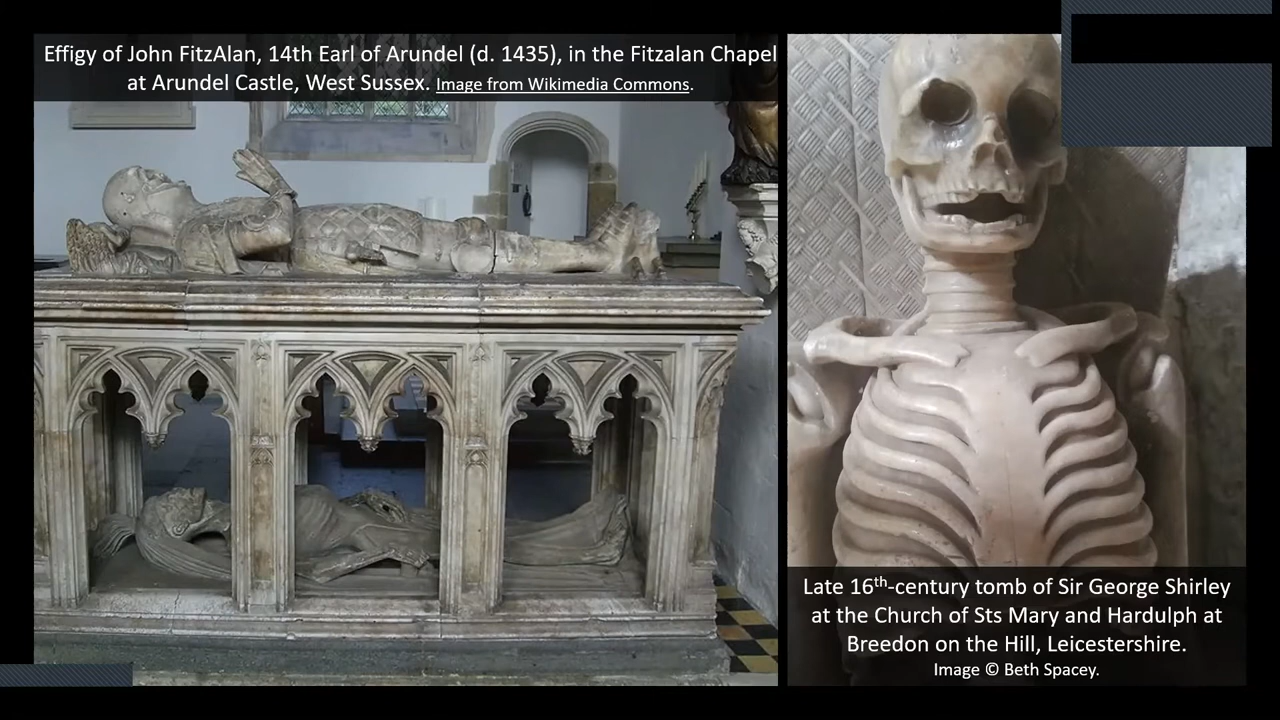 Effigy of John FitzAlan, 14th Earl of Arundel (d. 1435), in the Fitzalan Chapel
at Arundel Castle, West Sussex. Image from Wikimedia Commons.
Late 16th-century tomb of Sir George Shirley
at the Church of Sts Mary and Hardulph at
Breedon on the Hill, Leicestershire.
Image © Beth Spacey.